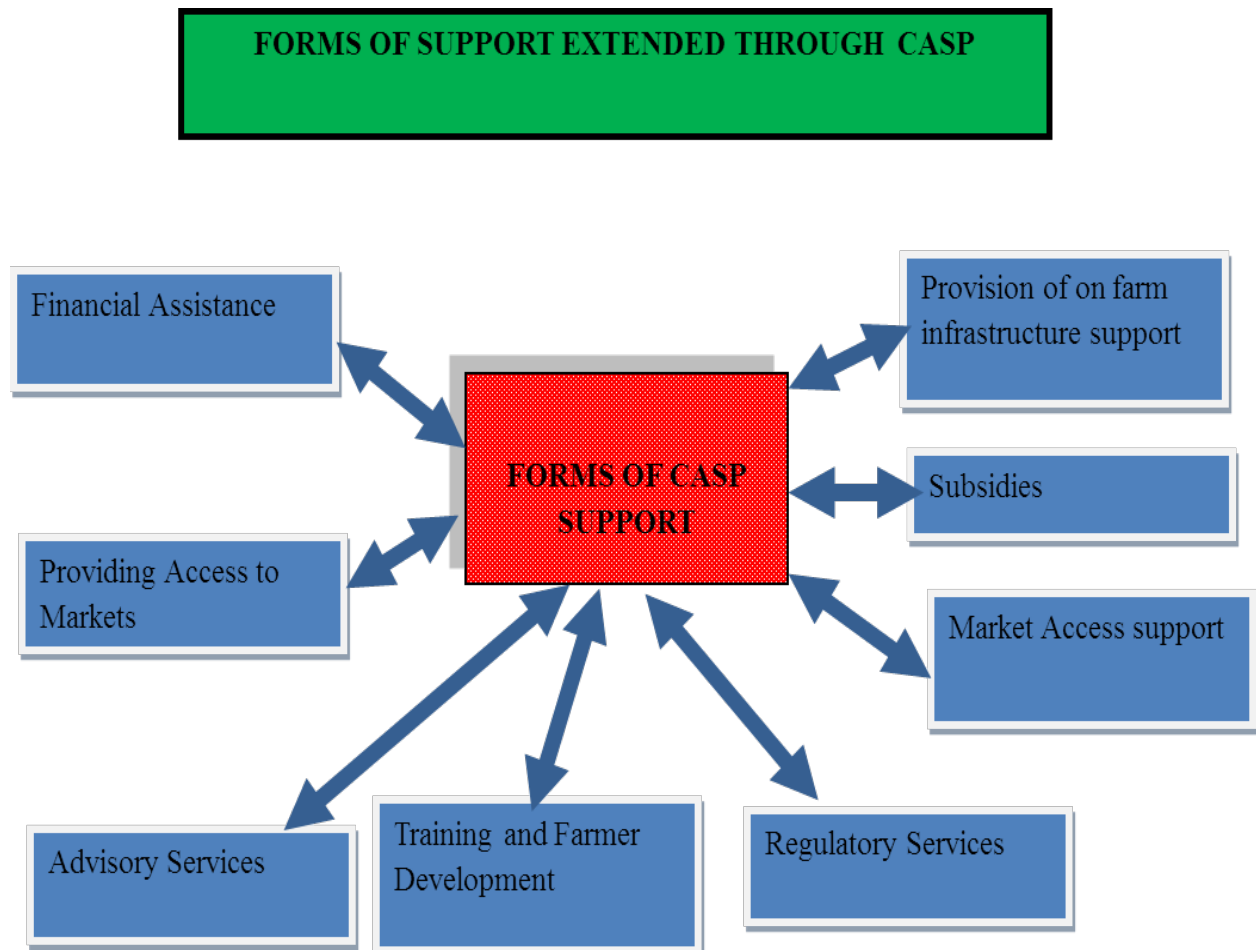 FORMS OF SUPPORT EXTENDED THROUGH CASP
Financial Assistance
Provision of on farm
infrastructure support
FORMS OF CASP
SUPPORT
Subsidies
Providing Access to
Markets
Market Access support
Advisory Services
Training and Farmer
Development
Regulatory Services